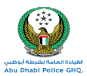 القيادة العامة لشرطة أبوظبي
Abu Dhabi Police GHQ.